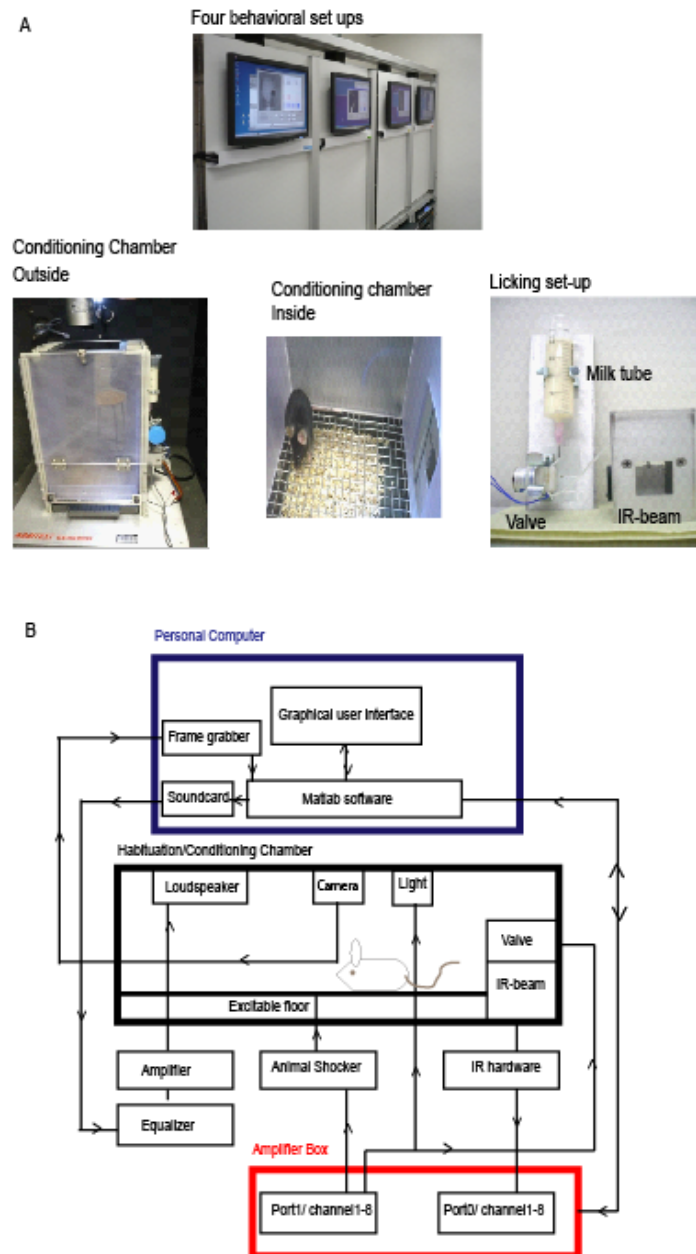 A
Four behavioral set ups
Conditioning Chamber
Outside
Conditioning chamber
Inside
Licking set-up
Milk tube
Valve
IR-beam
B
Personal Computer
Graphical user Interface
Frame grabber
Soundcard
Matlab software
Habituation/Conditioning Chamber
Loudspeaker
Camera
Light
Valve
IR-beam
Excitable floor
Amplifier
Animal Shocker
IR hardware
Equalizer
Amplifier Box
Port1/ channel1-8
Port0/ channel1-8